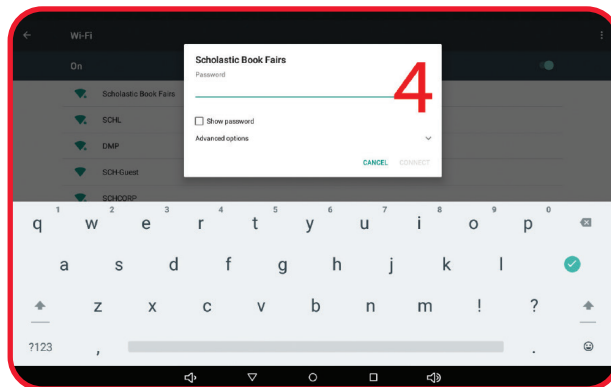 Wi-Fi
On
Scholastic Book Fairs
SCHL
DMP
SCH-Guest
SCHCORP
Scholastic Book Fairs
Password
4
Show password
Advanced options
CANCEL CONNECT
1 2 3 4 5 6 7 8 9 0
q w e r t y u i o p
a s d f g h j k l
z x c v b n m ! ?
?123 , .